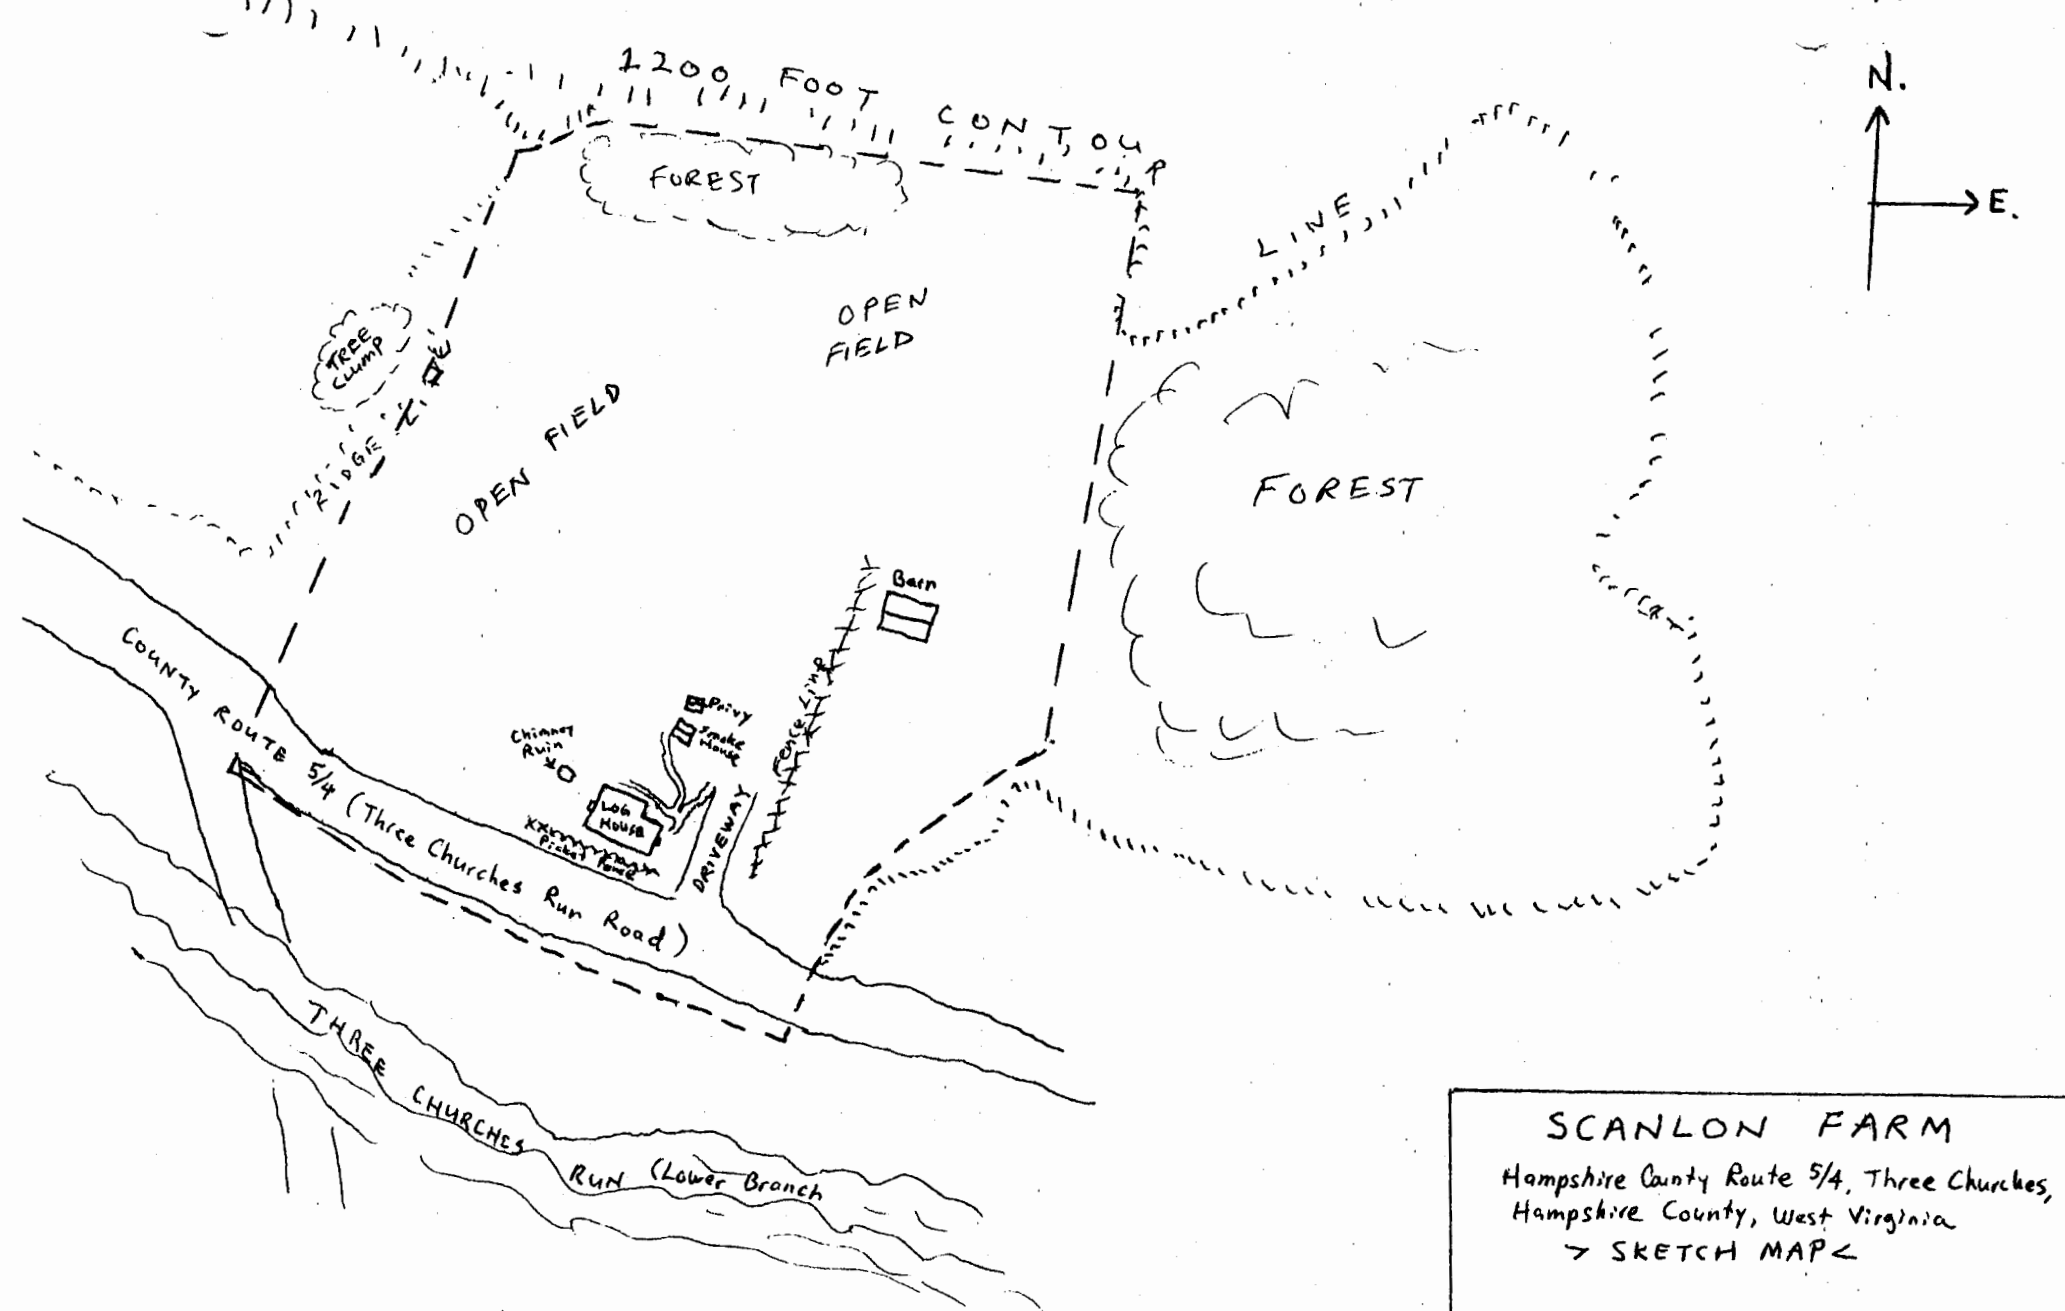 N.
E.
1200 FOOT CONTOUR
LINE
FOREST
OPEN
FIELD
TREE
CLUMP
RIDGE
OPEN FIELD
FOREST
Barn
Fence Line
Privy
Smoke
House
Chimney
Ruin
LOG
HOUSE
Picket Fence
DRIVEWAY
COUNTY ROUTE 5/4 (Three Churches Run Road)
THREE CHURCHES RUN (Lower Branch
SCANLON FARM
Hampshire County Route 5/4, Three Churches,
Hampshire County, West Virginia
> SKETCH MAP <